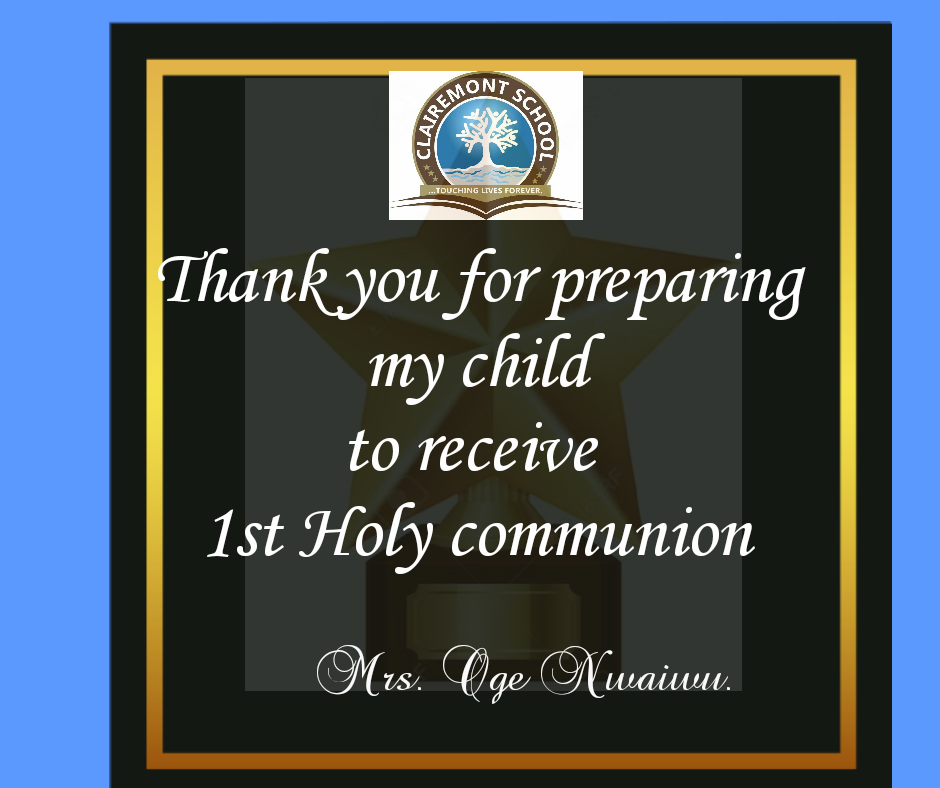 CLAIREMONT SCHOOL
...TOUCHING LIVES FOREVER.
Thank you for preparing
my child
to receive
1st Holy communion
Mrs. Oge Nwaiwu.